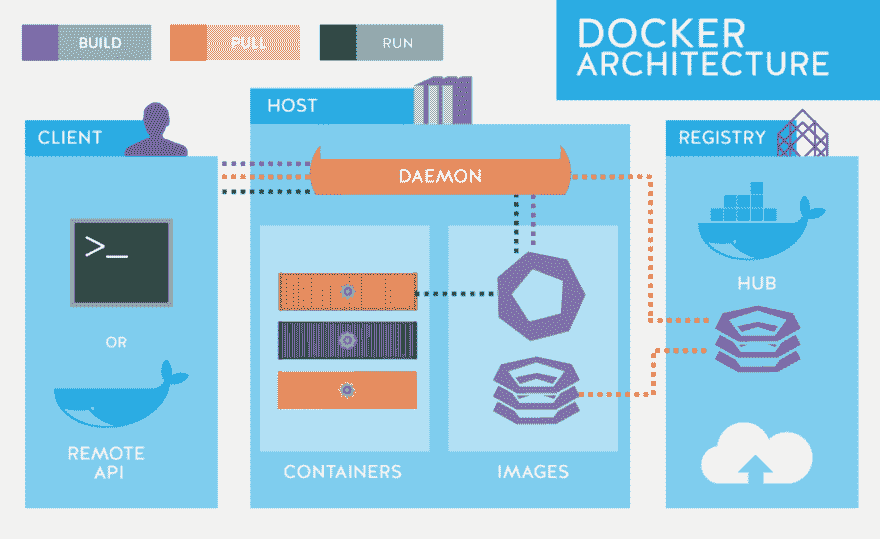 BUILD
PULL
RUN
DOCKER
ARCHITECTURE
HOST
CLIENT
REGISTRY
DAEMON
>_
HUB
OR
REMOTE
API
CONTAINERS
IMAGES